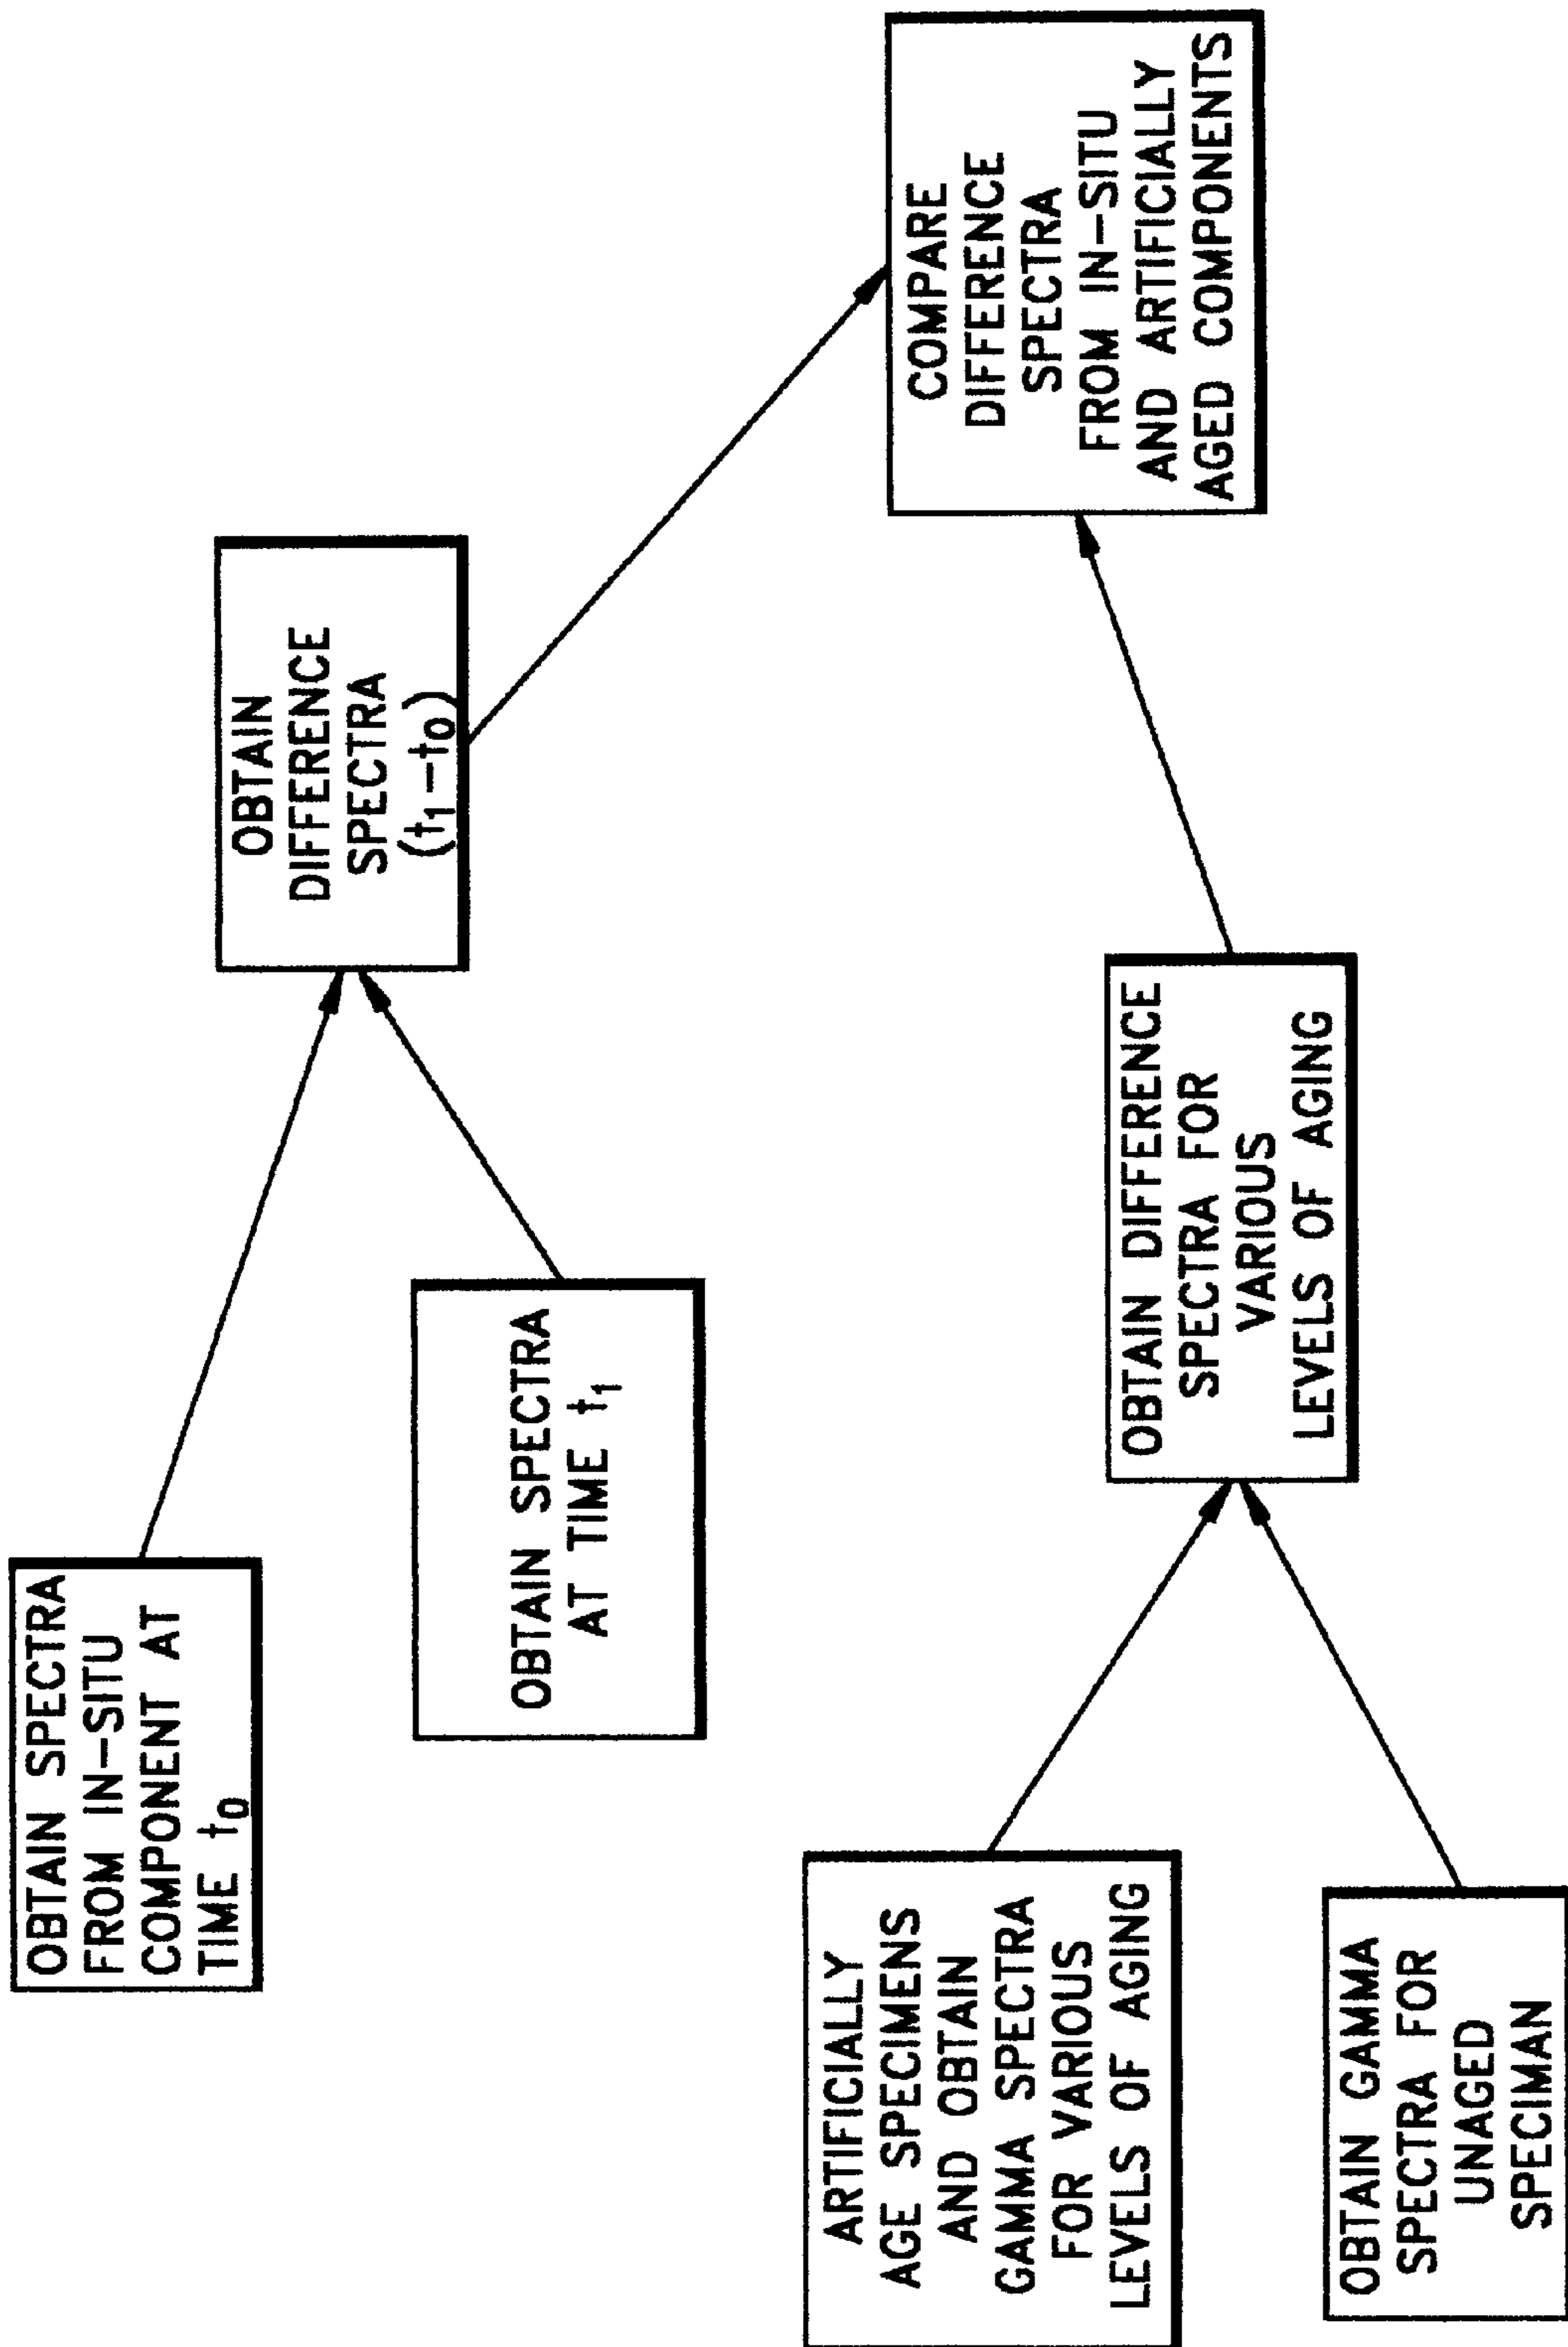 OBTAIN SPECTRA
FROM IN-SITU
COMPONENT AT
TIME t0
OBTAIN SPECTRA
AT TIME t1
OBTAIN
DIFFERENCE
SPECTRA
(t1-t0)
ARTIFICIALLY
AGE SPECIMENS
AND OBTAIN
GAMMA SPECTRA
FOR VARIOUS
LEVELS OF AGING
OBTAIN GAMMA
SPECTRA FOR
UNAGED
SPECIMAN
OBTAIN DIFFERENCE
SPECTRA FOR
VARIOUS
LEVELS OF AGING
COMPARE
DIFFERENCE
SPECTRA
FROM IN-SITU
AND ARTIFICIALLY
AGED COMPONENTS